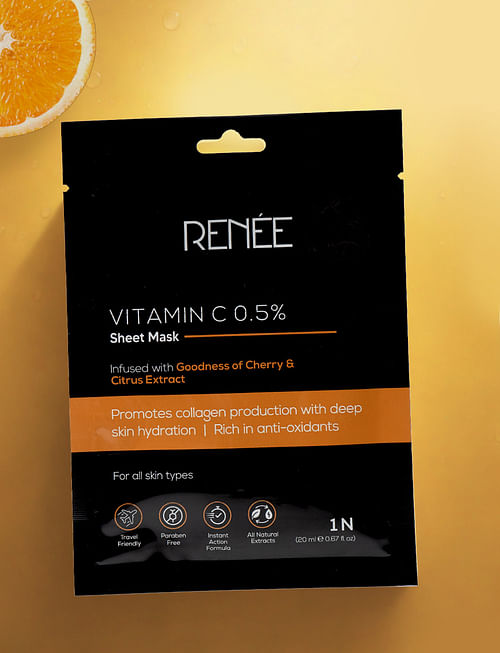 RENÉE
VITAMIN C 0.5%
Sheet Mask
Infused with Goodness of Cherry &
Citrus Extract
Promotes collagen production with deep
skin hydration | Rich in anti-oxidants
For all skin types
Travel
Friendly
Paraben
Free
Instant
Action
Formula
All Natural
Extracts
1N
(20 ml ℮ 0.67 fl. oz)